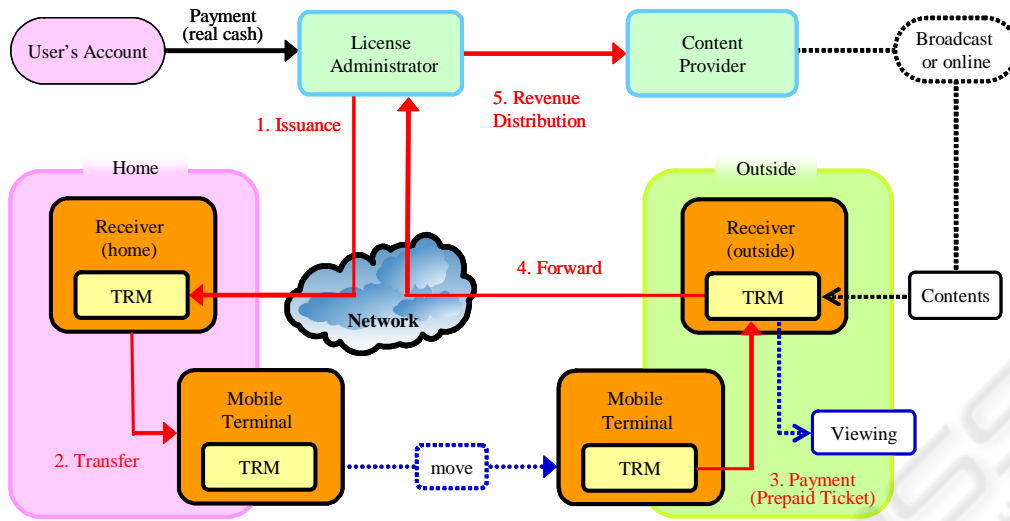 Payment
(real cash)
User's Account
License
Administrator
Content
Provider
Broadcast
or online
1. Issuance
5. Revenue
Distribution
Home
Outside
Receiver
(home)
TRM
Network
4. Forward
Receiver
(outside)
TRM
Contents
Mobile
Terminal
TRM
2. Transfer
move
Mobile
Terminal
TRM
Viewing
3. Payment
(Prepaid Ticket)